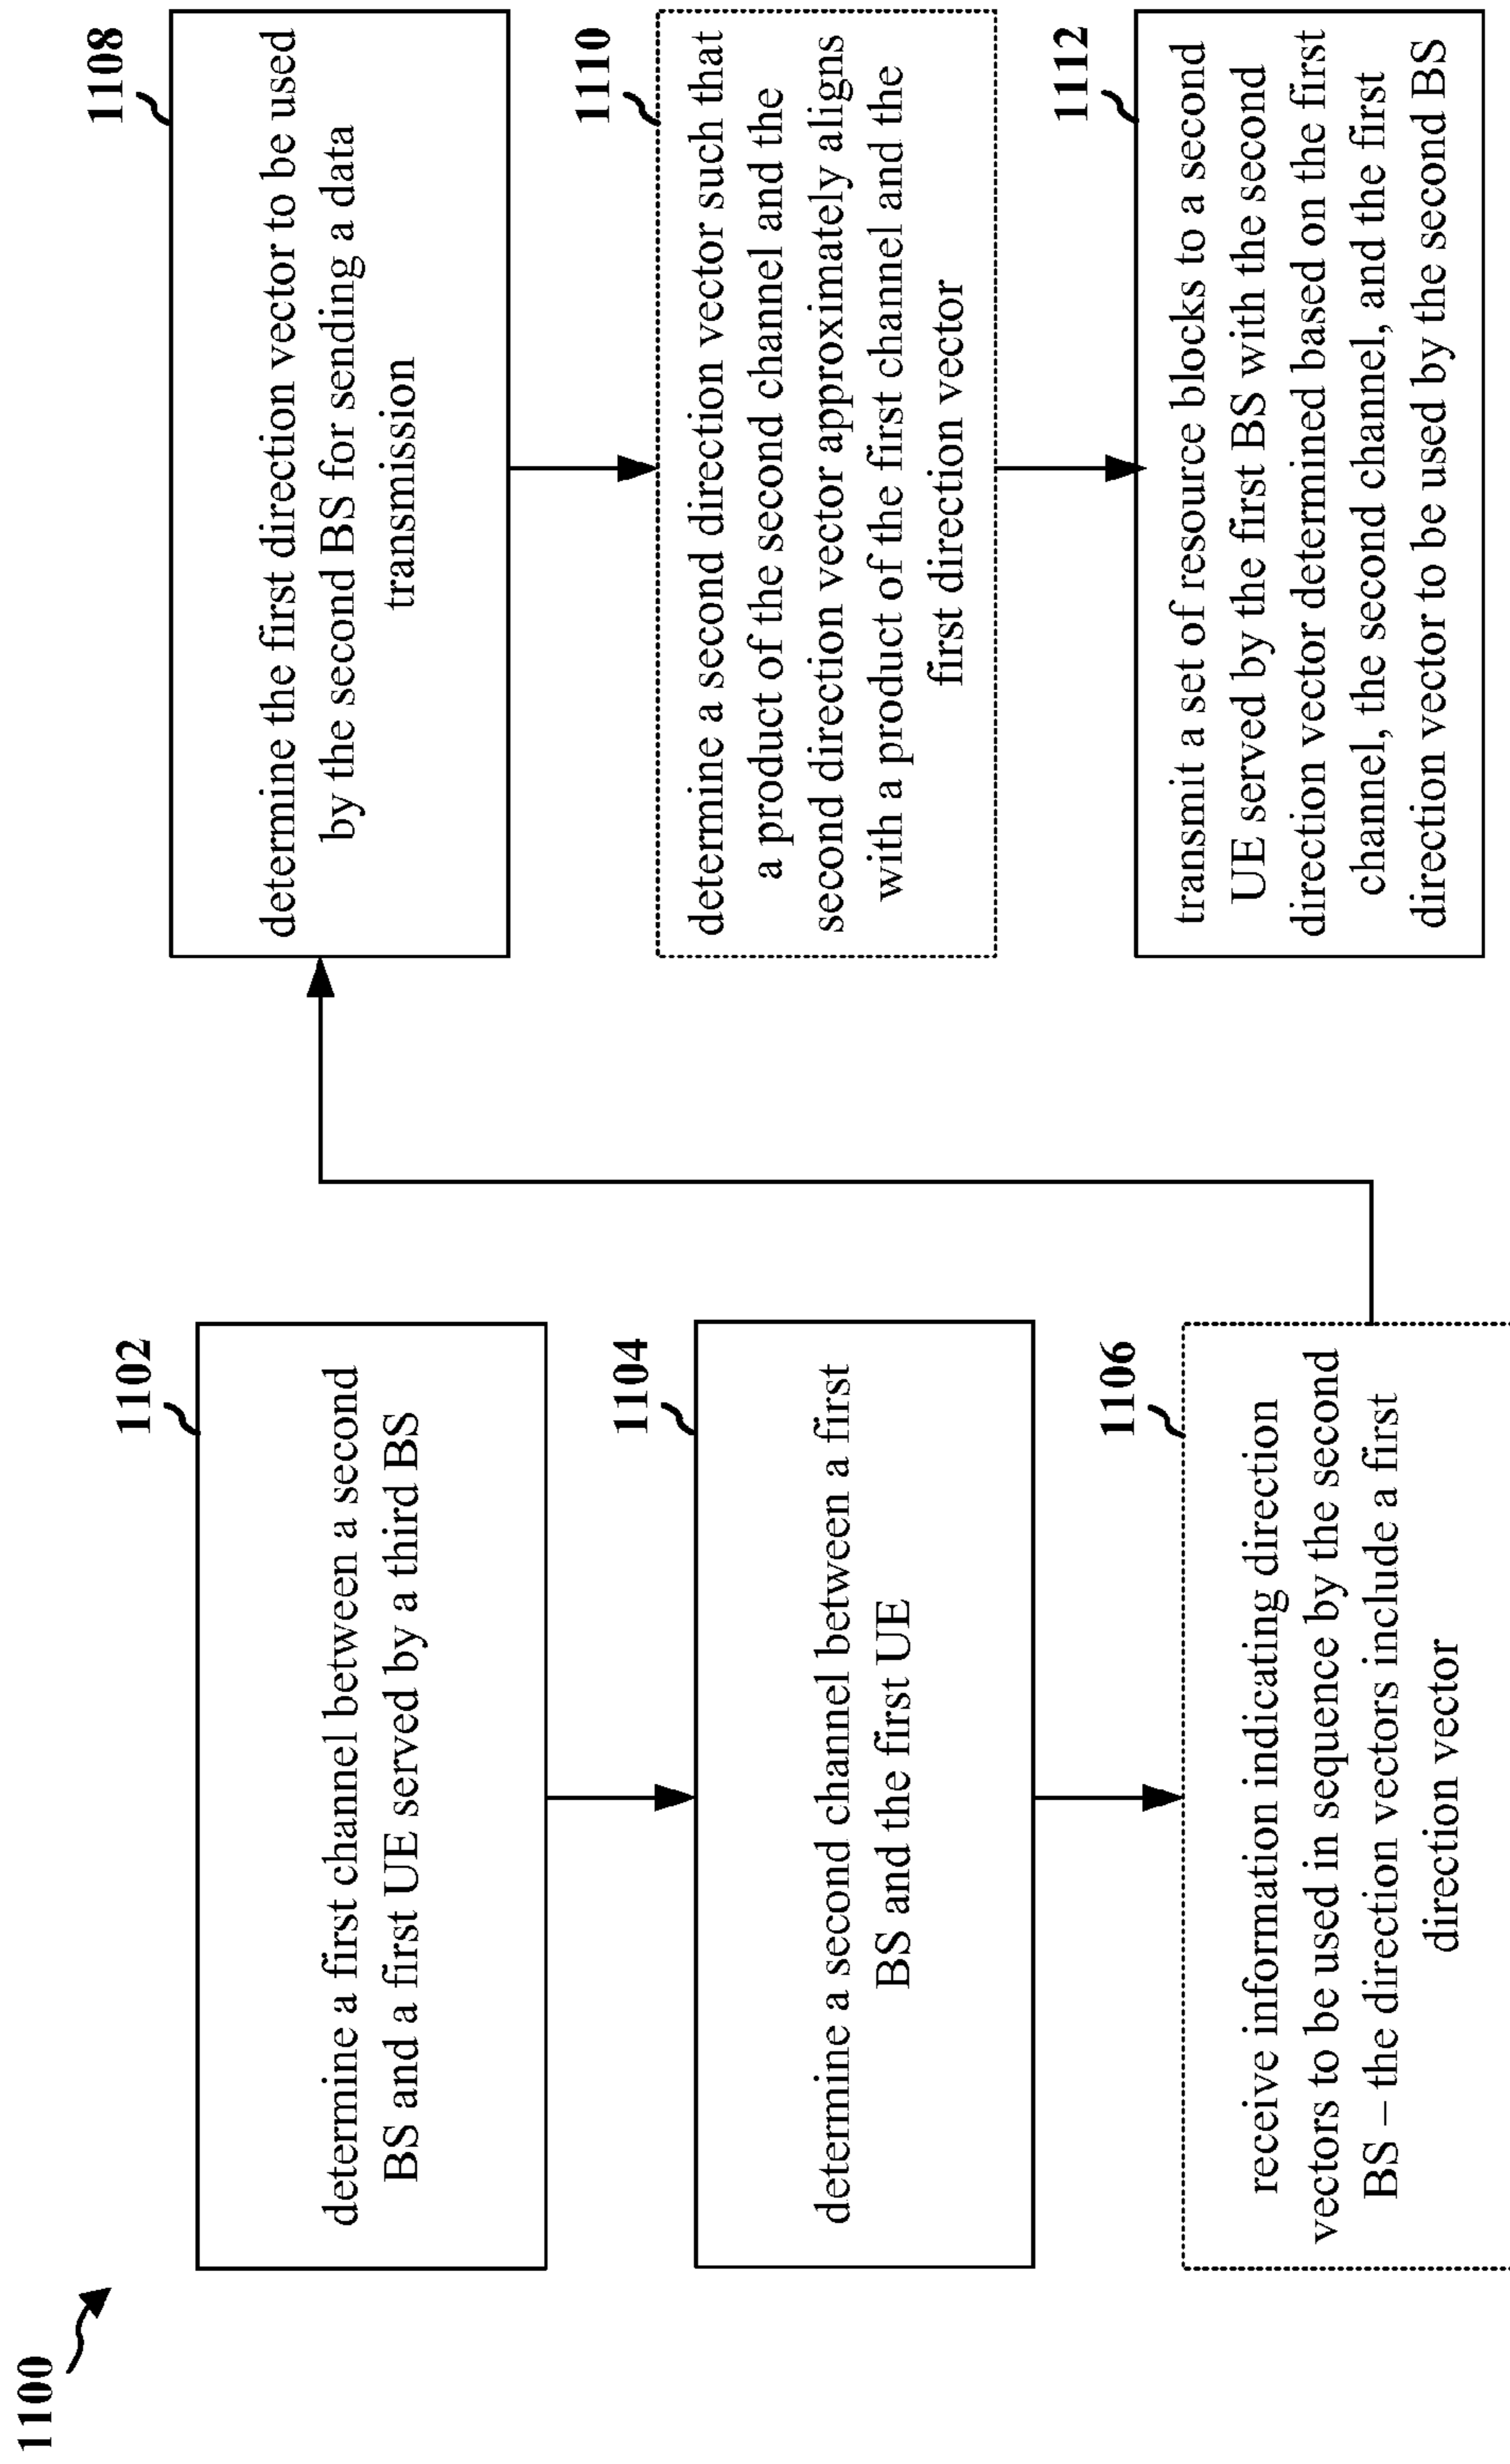 1100
1102
determine a first channel between a second
BS and a first UE served by a third BS
1104
determine a second channel between a first
BS and the first UE
1106
receive information indicating direction
vectors to be used in sequence by the second
BS – the direction vectors include a first
direction vector
1108
determine the first direction vector to be used
by the second BS for sending a data
transmission
1110
determine a second direction vector such that
a product of the second channel and the
second direction vector approximately aligns
with a product of the first channel and the
first direction vector
1112
transmit a set of resource blocks to a second
UE served by the first BS with the second
direction vector determined based on the first
channel, the second channel, and the first
direction vector to be used by the second BS